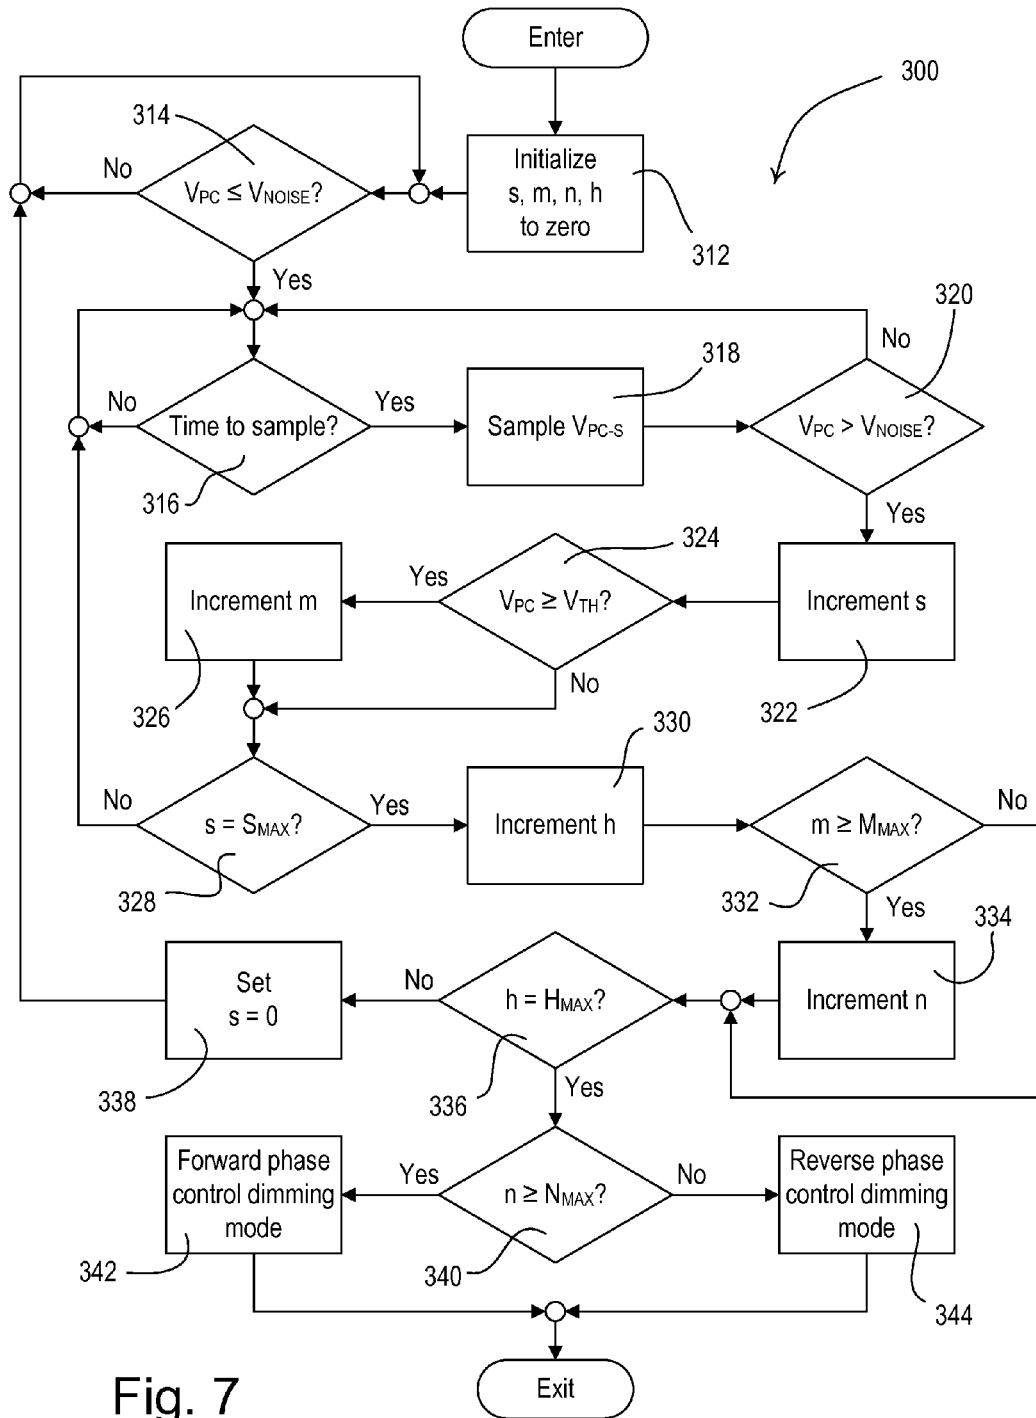 Enter
300
314
No
V_PC ≤ V_NOISE?
Initialize
s, m, n, h
to zero
312
Yes
320
No
318
No
Time to sample?
Yes
Sample V_PC-S
V_PC > V_NOISE?
316
Yes
324
Increment m
Yes
V_PC ≥ V_TH?
Increment s
No
326
322
330
No
s = S_MAX?
Yes
Increment h
m ≥ M_MAX?
No
328
332
Yes
334
Set
s = 0
No
h = H_MAX?
Increment n
338
336
Yes
Forward phase
control dimming
mode
Yes
n ≥ N_MAX?
No
Reverse phase
control dimming
mode
342
340
344
Exit
Fig. 7